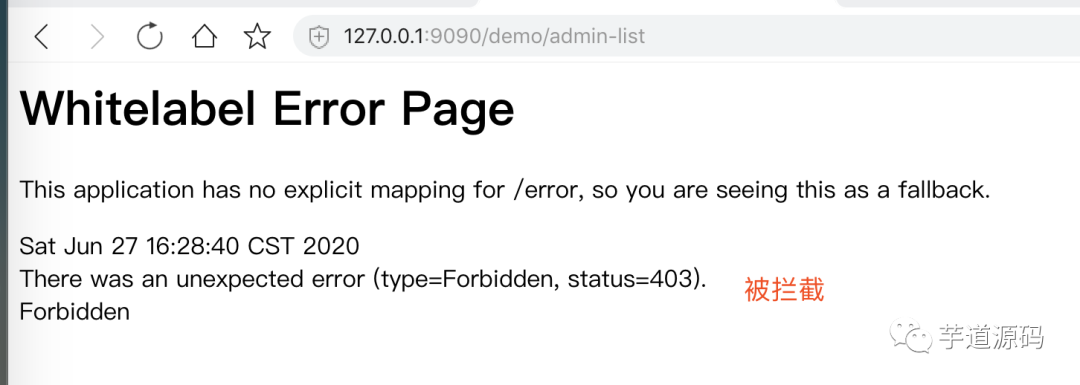 127.0.0.1:9090/demo/admin-list
Whitelabel Error Page
This application has no explicit mapping for /error, so you are seeing this as a fallback.
Sat Jun 27 16:28:40 CST 2020
There was an unexpected error (type=Forbidden, status=403).
被拦截
Forbidden
芋道源码